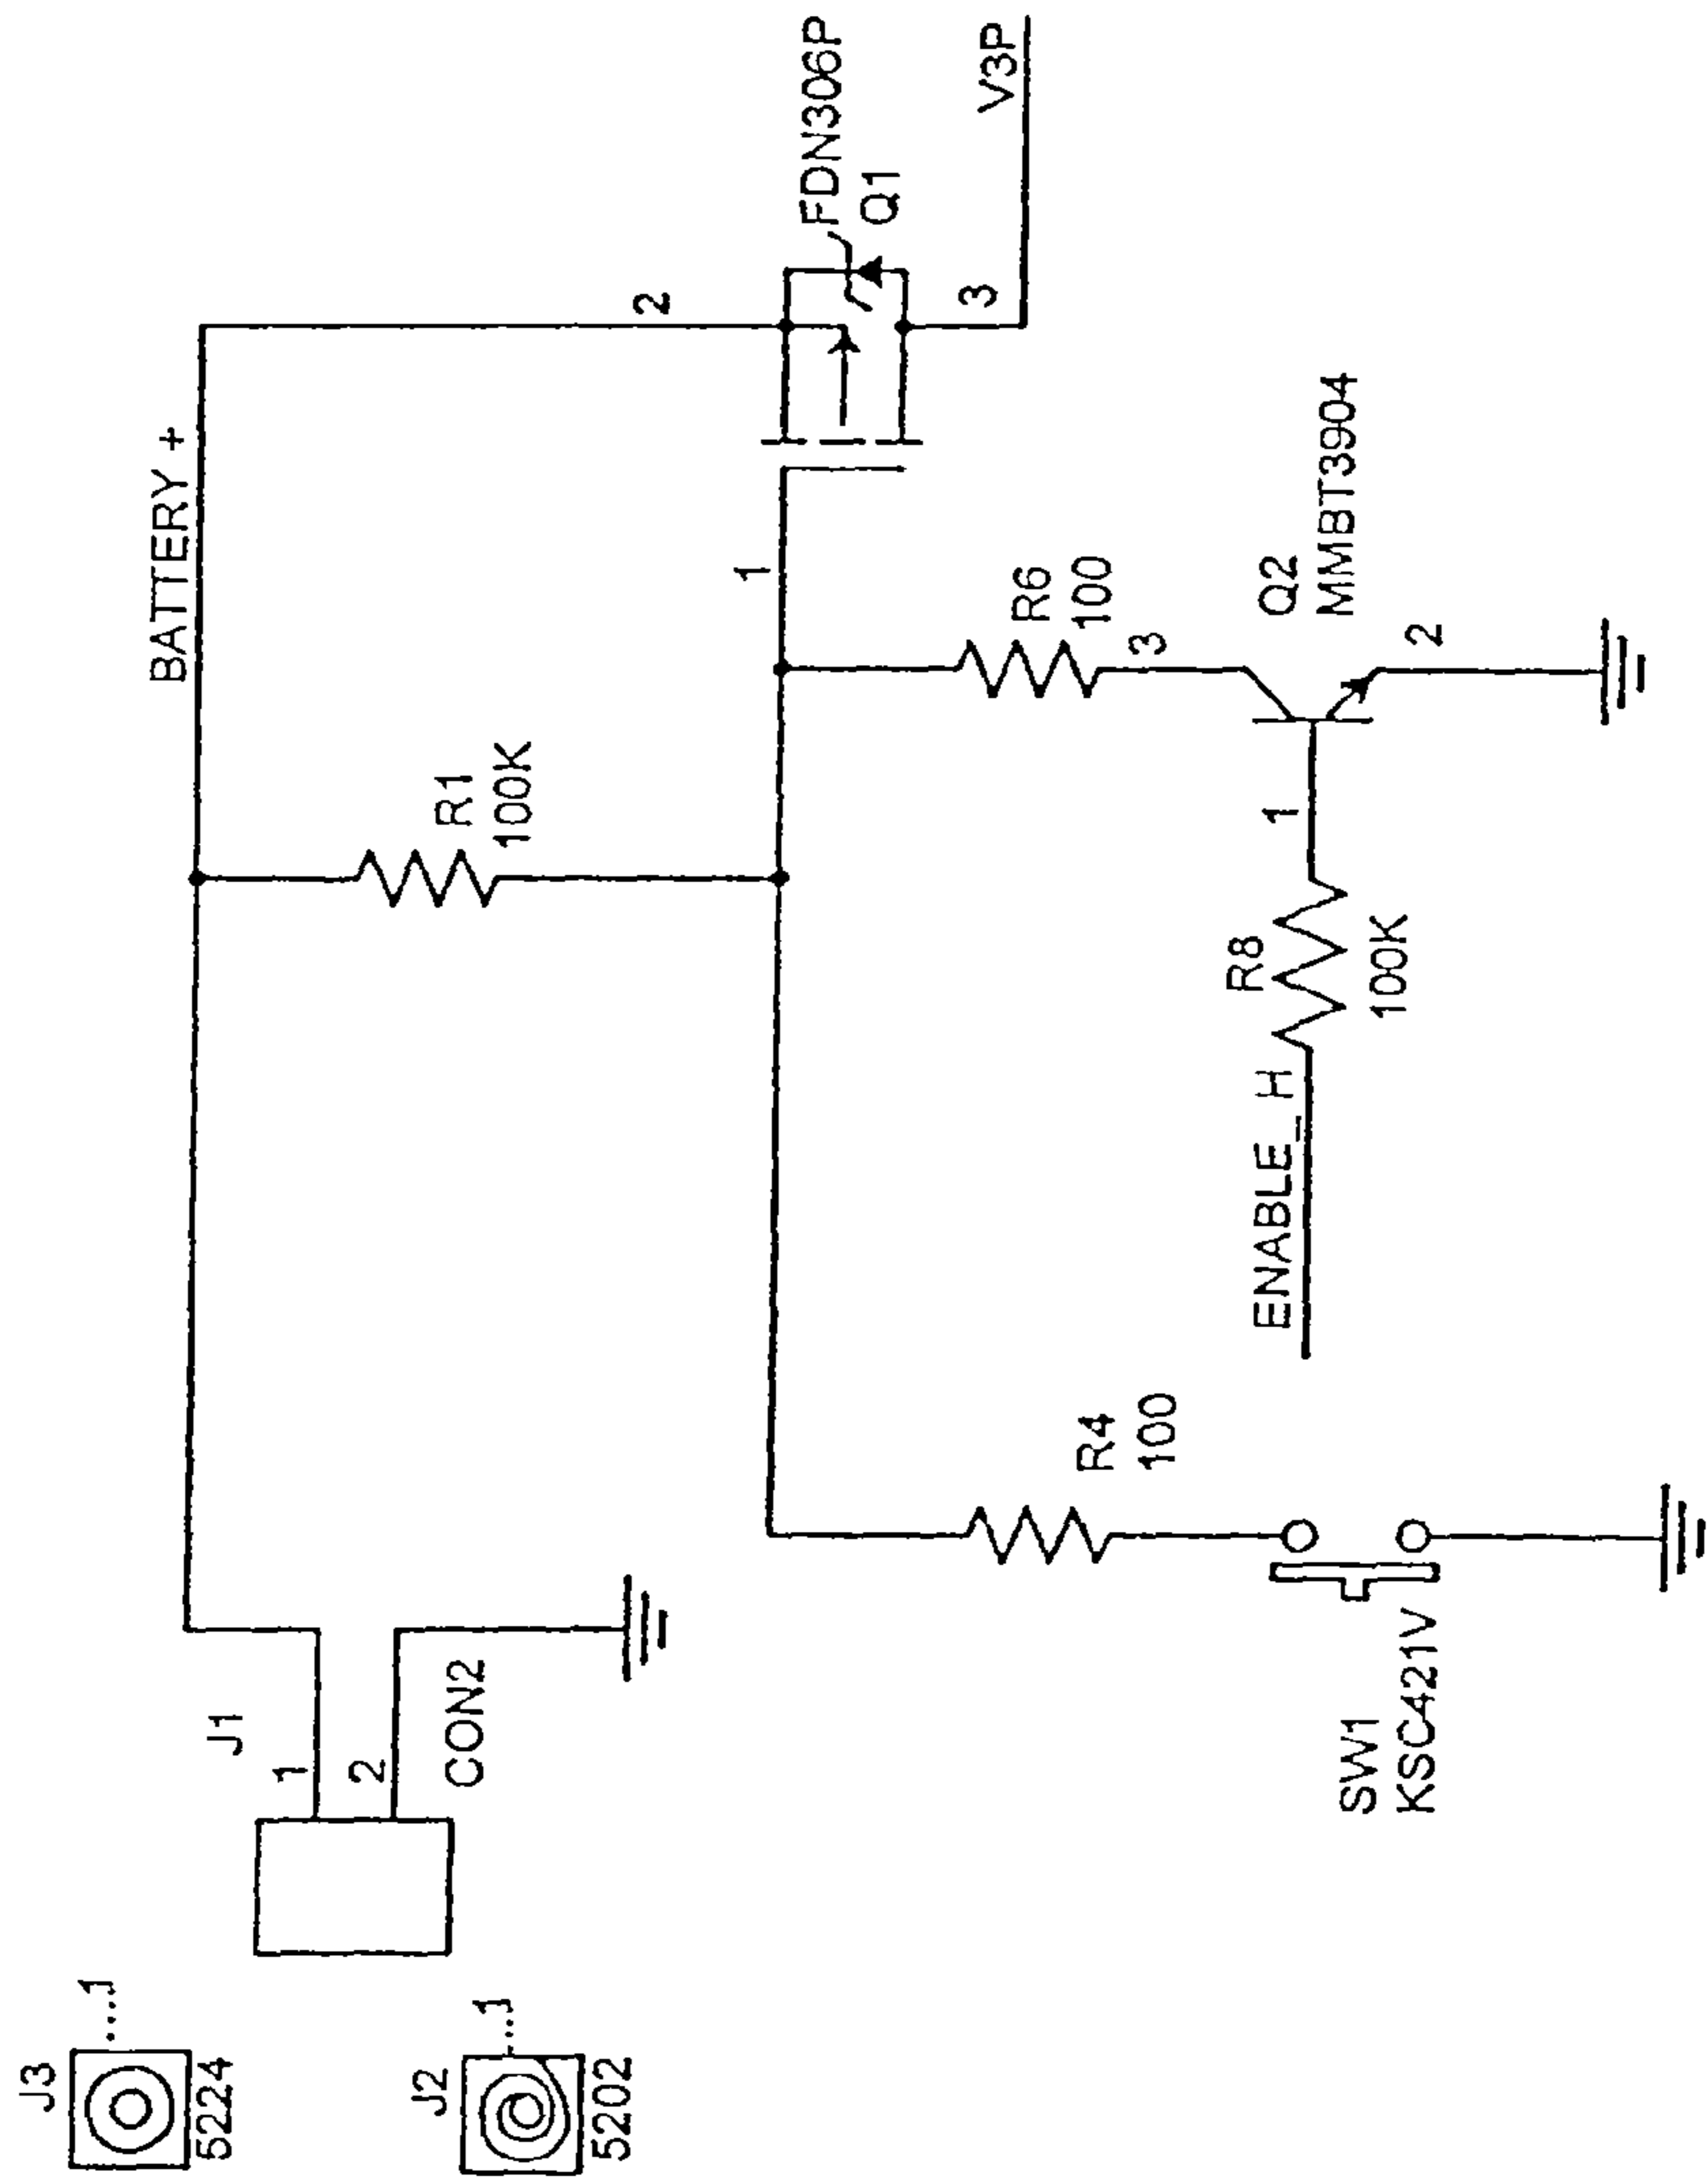 J3
1
5224
J2
1
5202
J1
1
2
CON2
BATTERY +
R1
100K
2
FDN306P
Q1
3
V3P
1
R6
100
3
Q2
MMBT3904
2
1
R8
100K
ENABLE_H
R4
100
SW1
KSC421V